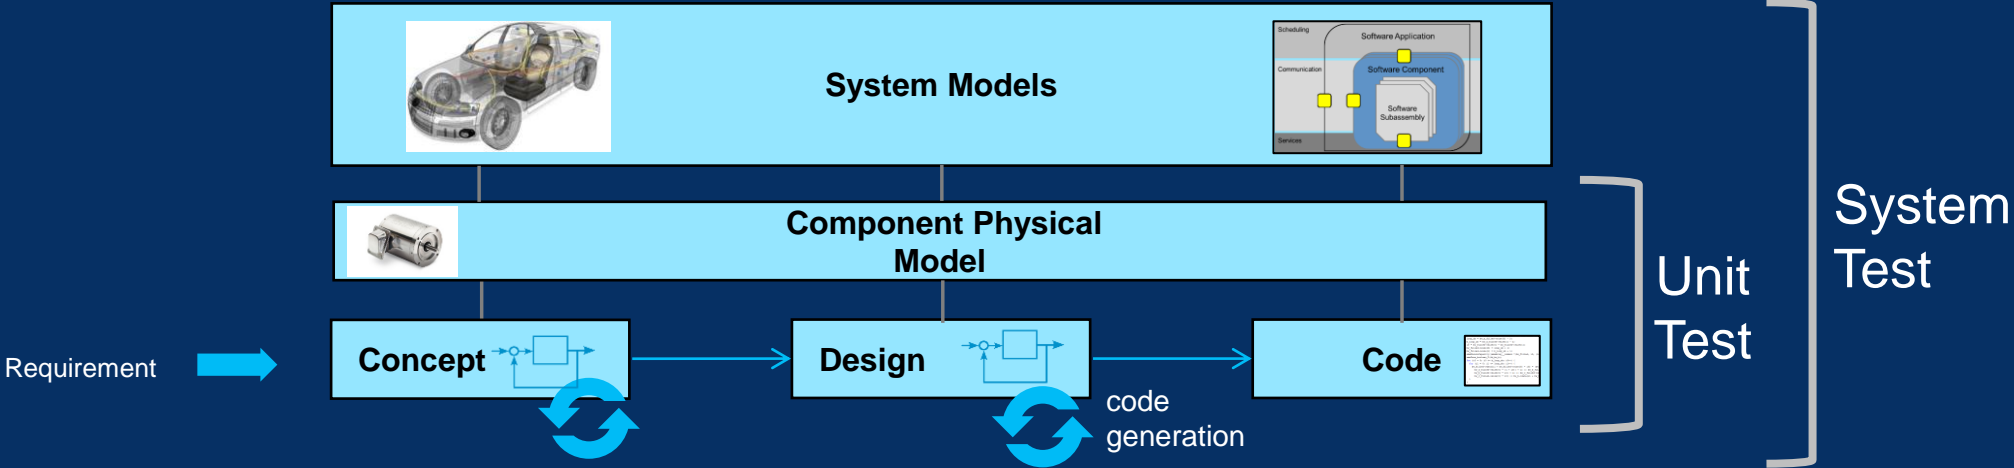 System Models
Scheduling
Software Application
Communication
Software Component
Software
Subassembly
Services
Component Physical
Model
System
Test
Unit
Test
Requirement
Concept
Design
Code
code
generation